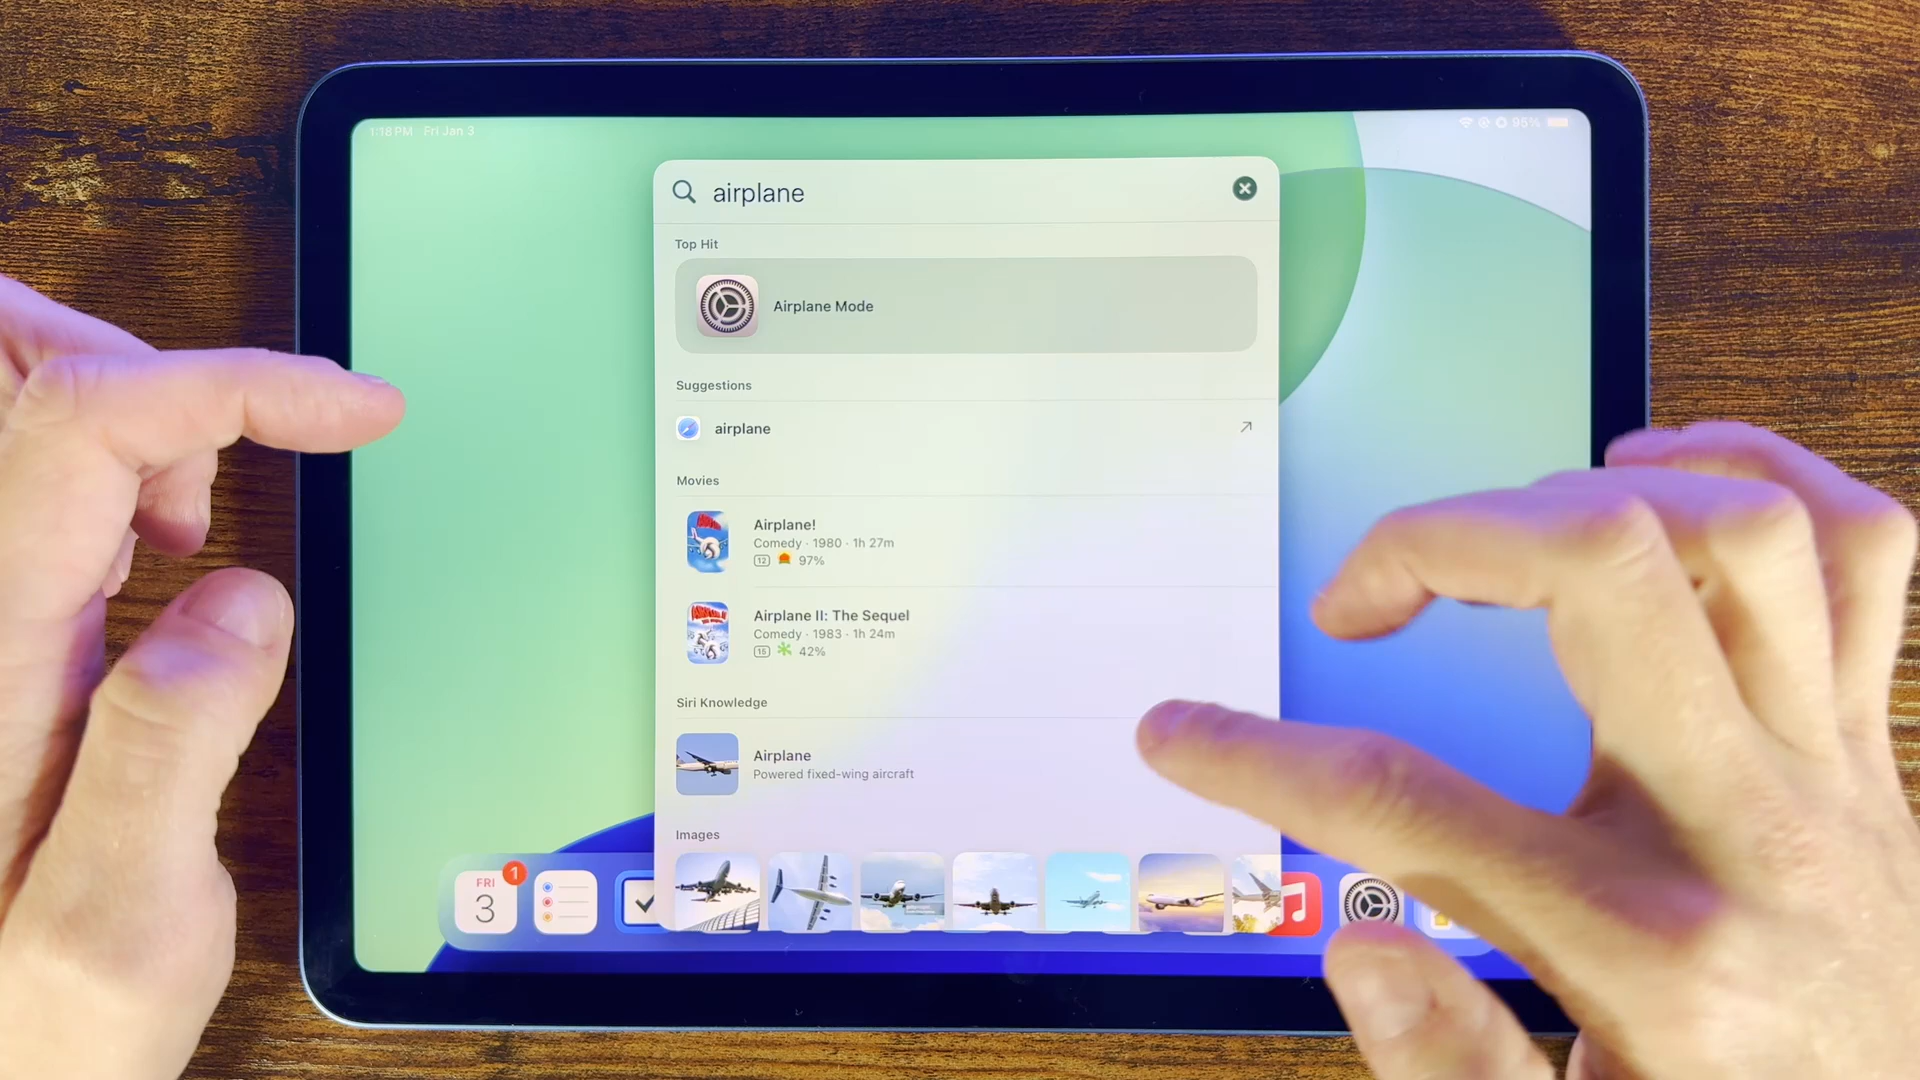 1:18 PM Fri Jan 3
95%
airplane
Top Hit
Airplane Mode
Suggestions
airplane
Movies
Airplane!
Comedy · 1980 · 1h 27m
12 97%
Airplane II: The Sequel
Comedy · 1983 · 1h 24m
15 42%
Siri Knowledge
Airplane
Powered fixed-wing aircraft
Images
FRI
3
1